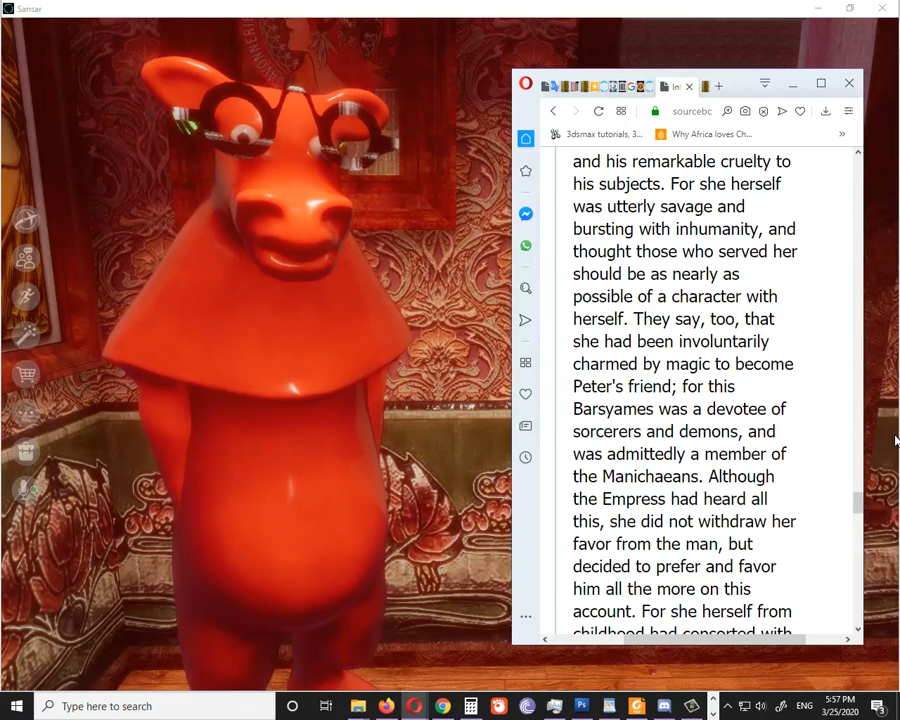 Sansar
In
sourcebc
3dsmax tutorials, 3...
Why Africa loves Ch...
and his remarkable cruelty to
his subjects. For she herself
was utterly savage and
bursting with inhumanity, and
thought those who served her
should be as nearly as
possible of a character with
herself. They say, too, that
she had been involuntarily
charmed by magic to become
Peter's friend; for this
Barsyames was a devotee of
sorcerers and demons, and
was admittedly a member of
the Manichaeans. Although
the Empress had heard all
this, she did not withdraw her
favor from the man, but
decided to prefer and favor
him all the more on this
account. For she herself from
childhood had consorted with
Type here to search
ENG
5:57 PM
3/25/2020
3